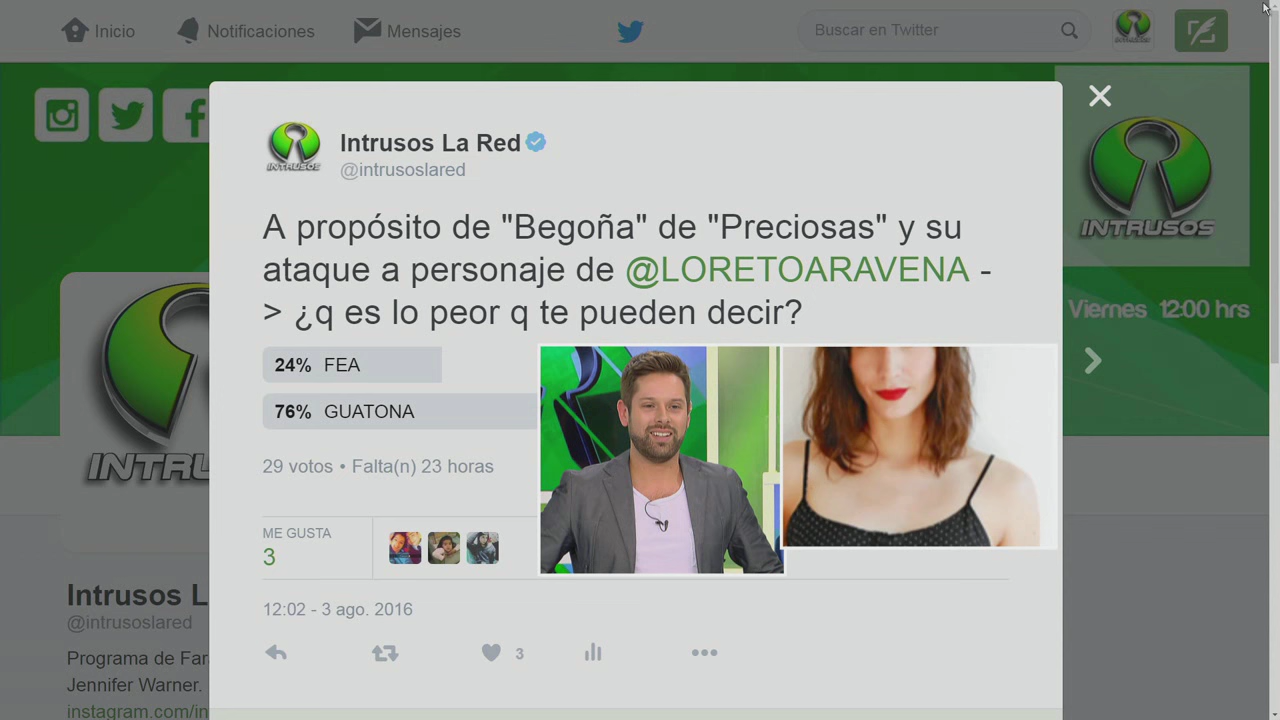 Inicio
Notificaciones
Mensajes
Buscar en Twitter
INTRUSOS
INTRUSOS
Intrusos La Red
@intrusoslared
A propósito de "Begoña" de "Preciosas" y su
ataque a personaje de @LORETOARAVENA -
> ¿q es lo peor q te pueden decir?
24% FEA
76% GUATONA
29 votos • Falta(n) 23 horas
ME GUSTA
3
12:02 - 3 ago. 2016
3
INTRUSOS
Viernes 12:00 hrs
INTRU
Intrusos L
@intrusoslared
Programa de Far
Jennifer Warner.
instagram.com/in